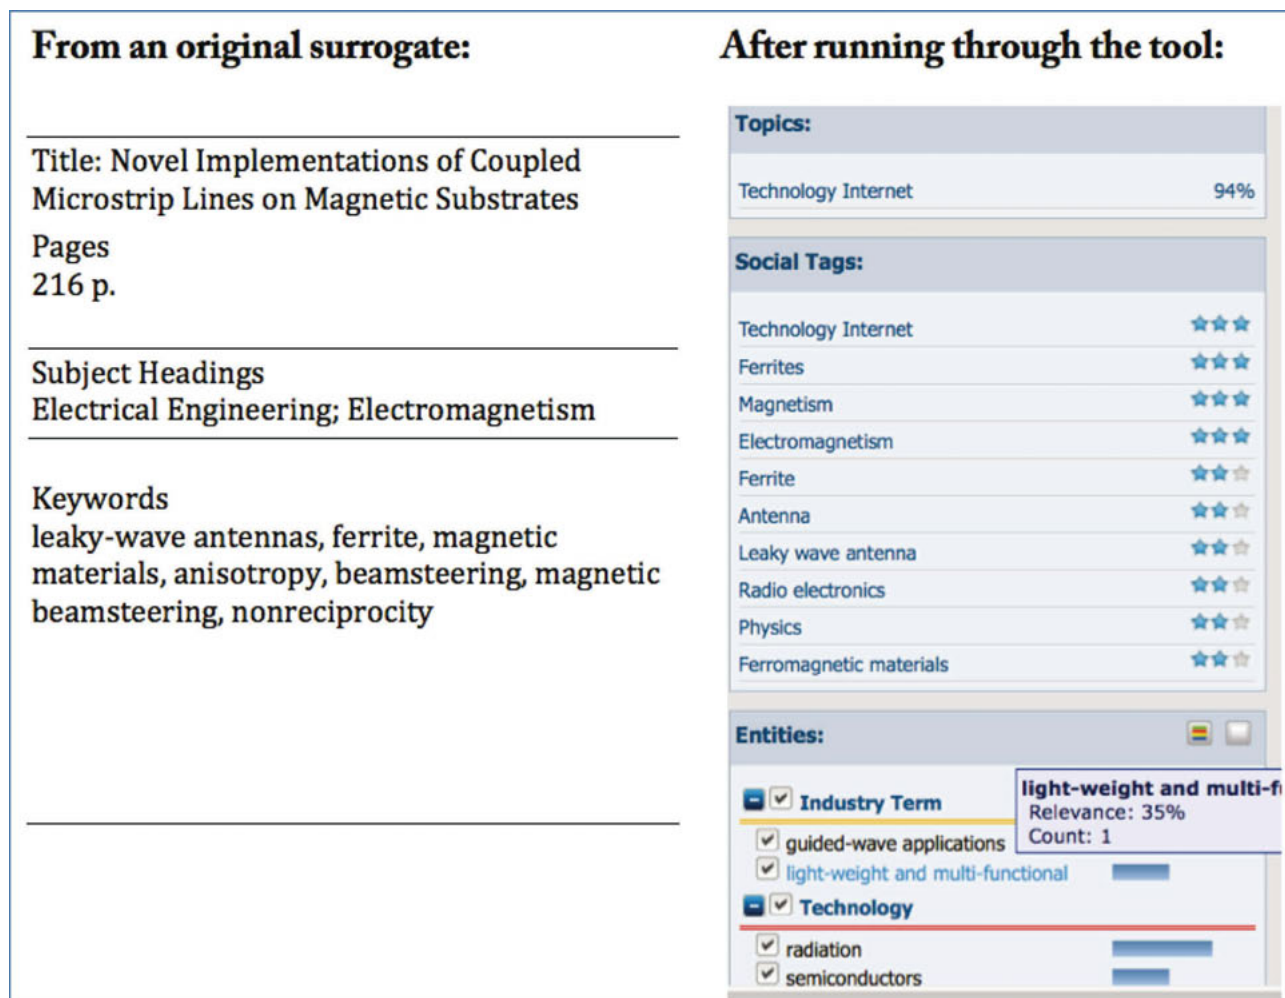 From an original surrogate:
Title: Novel Implementations of Coupled
Microstrip Lines on Magnetic Substrates
Pages
216 p.
Subject Headings
Electrical Engineering; Electromagnetism
Keywords
leaky-wave antennas, ferrite, magnetic
materials, anisotropy, beamsteering, magnetic
beamsteering, nonreciprocity
After running through the tool:
Topics:
Technology Internet 94%
Social Tags:
Technology Internet
Ferrites
Magnetism
Electromagnetism
Ferrite
Antenna
Leaky wave antenna
Radio electronics
Physics
Ferromagnetic materials
Entities:
Industry Term
guided-wave applications
light-weight and multi-functional
light-weight and multi-f
Relevance: 35%
Count: 1
Technology
radiation
semiconductors